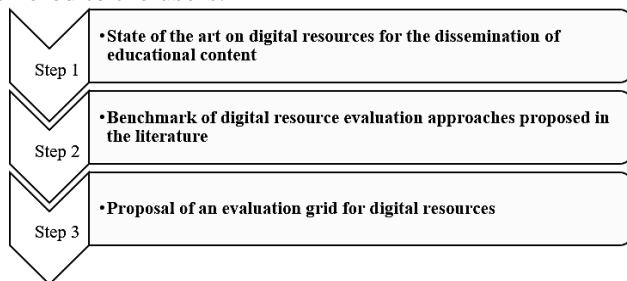 Step 1
•State of the art on digital resources for the dissemination of
educational content
Step 2
•Benchmark of digital resource evaluation approaches proposed in
the literature
Step 3
•Proposal of an evaluation grid for digital resources